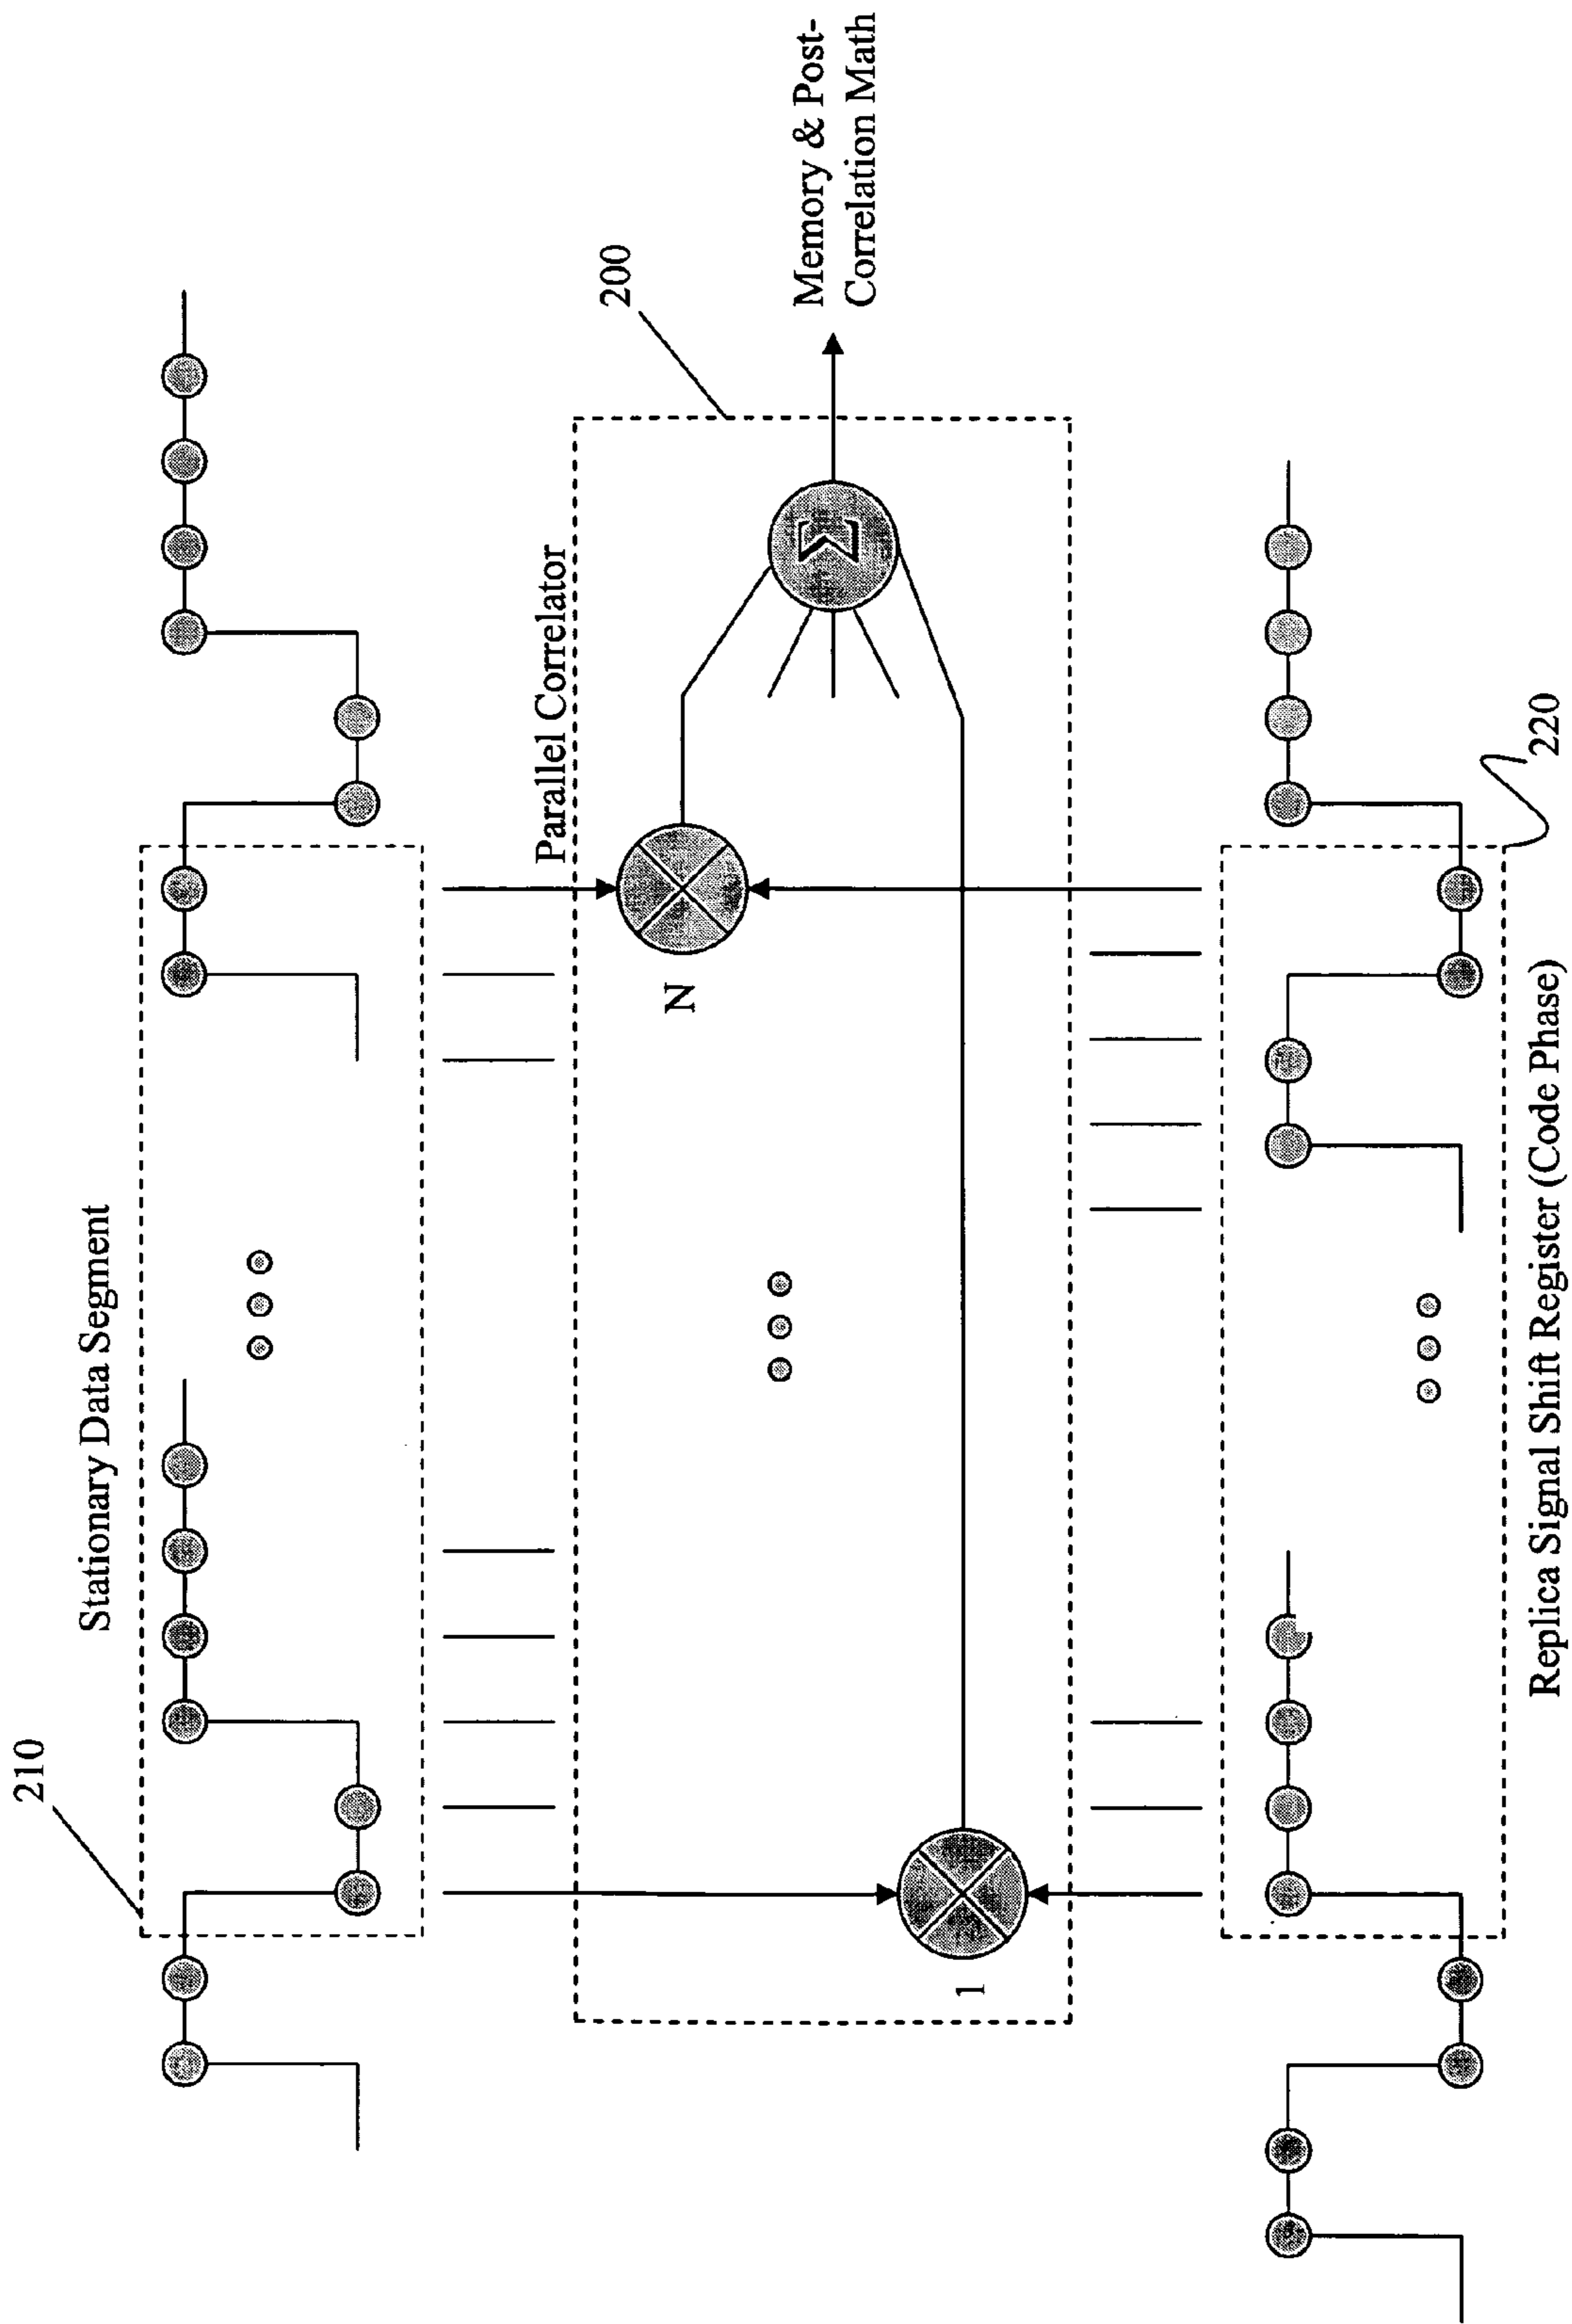 210
Stationary Data Segment
Parallel Correlator
200
N
1
Σ
Memory & Post-
Correlation Math
220
Replica Signal Shift Register (Code Phase)